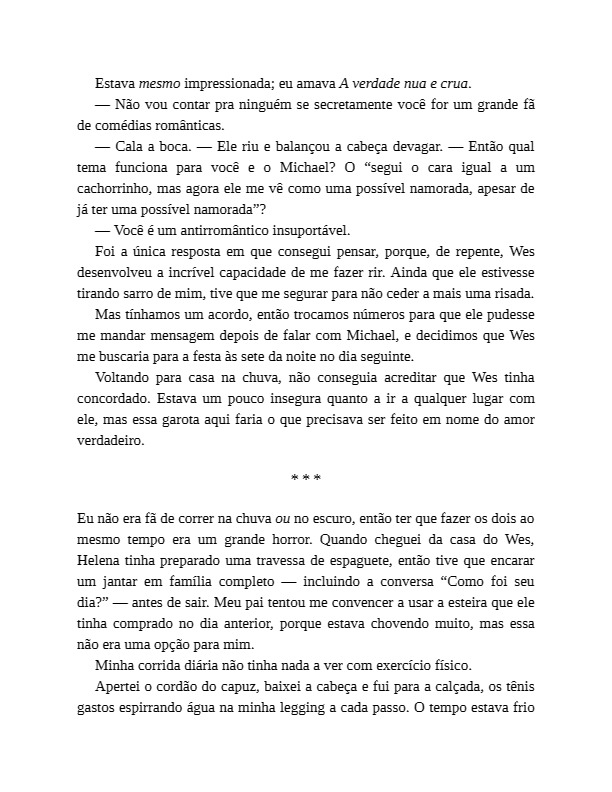 Estava mesmo impressionada; eu amava A verdade nua e crua.
— Não vou contar pra ninguém se secretamente você for um grande fã
de comédias românticas.
— Cala a boca. — Ele riu e balançou a cabeça devagar. — Então qual
tema funciona para você e o Michael? O “segui o cara igual a um
cachorrinho, mas agora ele me vê como uma possível namorada, apesar de
já ter uma possível namorada”?
— Você é um antirromântico insuportável.
Foi a única resposta em que consegui pensar, porque, de repente, Wes
desenvolveu a incrível capacidade de me fazer rir. Ainda que ele estivesse
tirando sarro de mim, tive que me segurar para não ceder a mais uma risada.
Mas tínhamos um acordo, então trocamos números para que ele pudesse
me mandar mensagem depois de falar com Michael, e decidimos que Wes
me buscaria para a festa às sete da noite no dia seguinte.
Voltando para casa na chuva, não conseguia acreditar que Wes tinha
concordado. Estava um pouco insegura quanto a ir a qualquer lugar com
ele, mas essa garota aqui faria o que precisava ser feito em nome do amor
verdadeiro.
* * *
Eu não era fã de correr na chuva ou no escuro, então ter que fazer os dois ao
mesmo tempo era um grande horror. Quando cheguei da casa do Wes,
Helena tinha preparado uma travessa de espaguete, então tive que encarar
um jantar em família completo — incluindo a conversa “Como foi seu
dia?” — antes de sair. Meu pai tentou me convencer a usar a esteira que ele
tinha comprado no dia anterior, porque estava chovendo muito, mas essa
não era uma opção para mim.
Minha corrida diária não tinha nada a ver com exercício físico.
Apertei o cordão do capuz, baixei a cabeça e fui para a calçada, os tênis
gastos espirrando água na minha legging a cada passo. O tempo estava frio